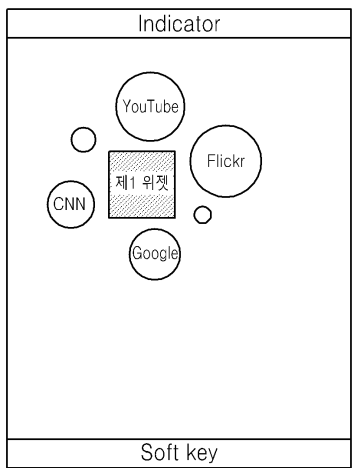 Indicator
YouTube
Flickr
제1 위젯
CNN
Google
Soft key